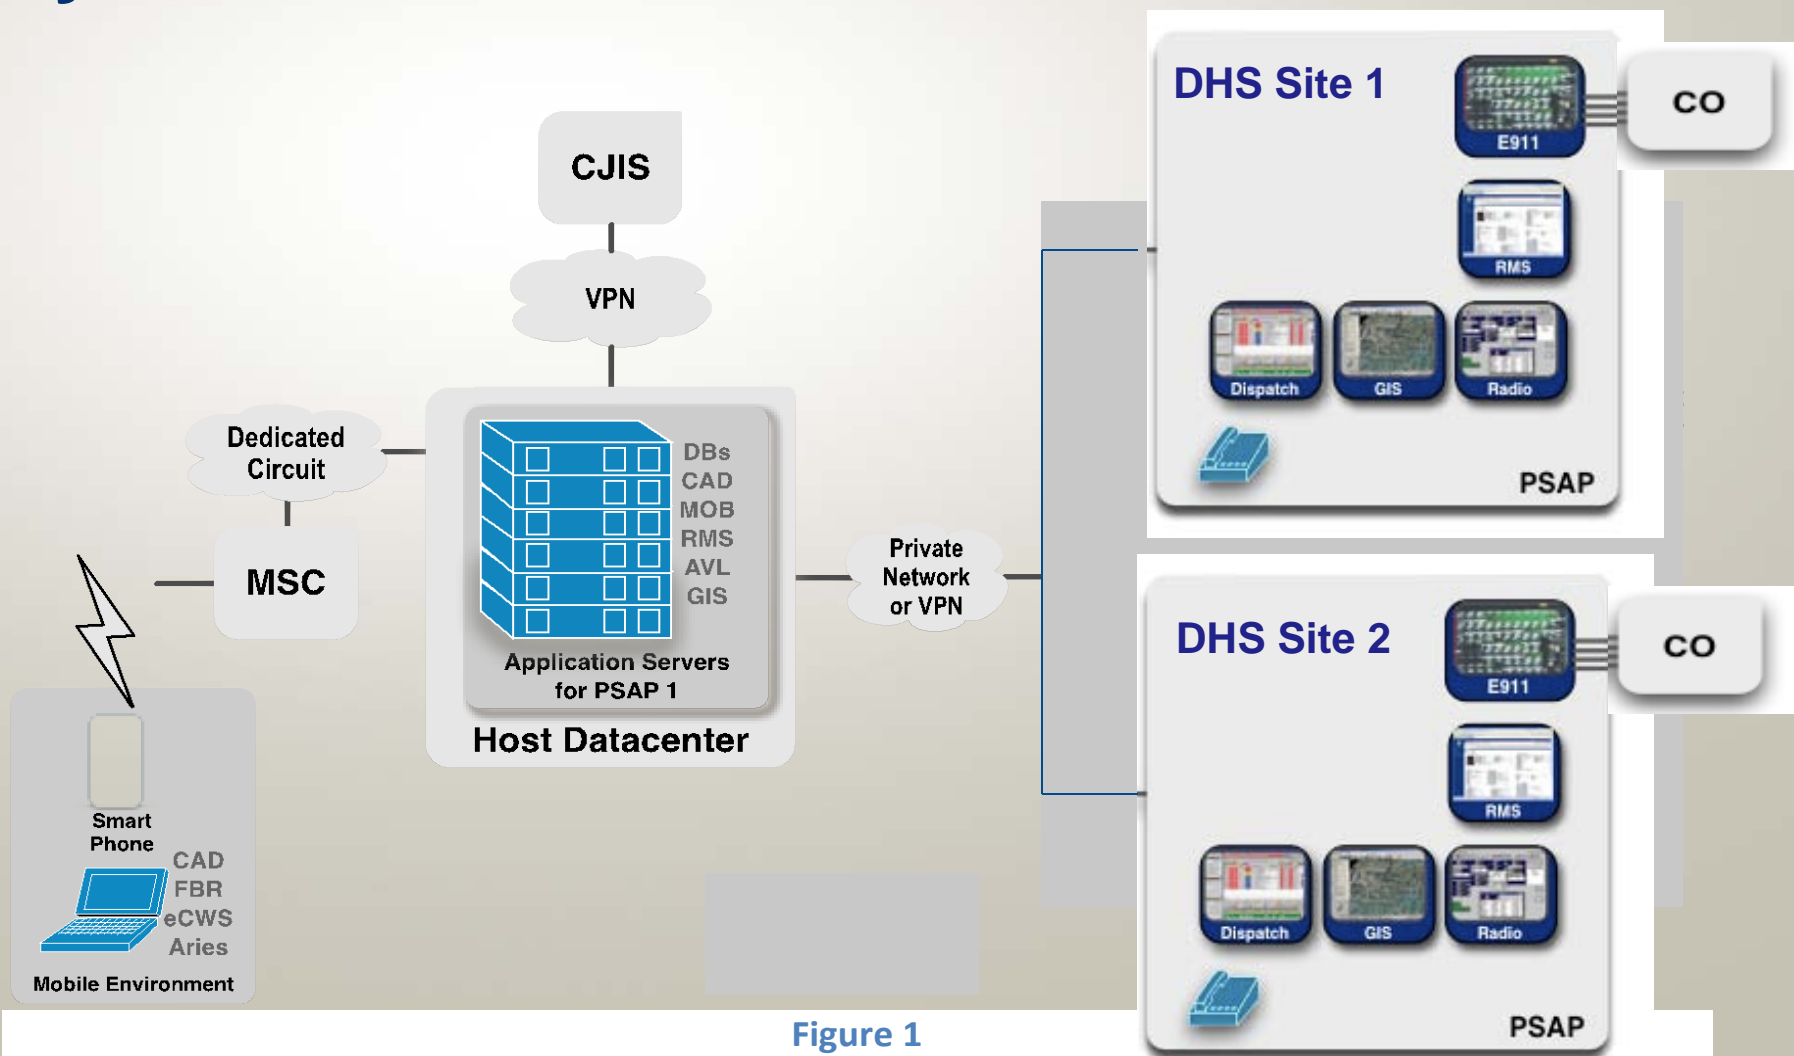 DHS Site 1
E911
CO
RMS
Dispatch
GIS
Radio
PSAP
CJIS
VPN
Dedicated
Circuit
MSC
DBs
CAD
MOB
RMS
AVL
GIS
Application Servers
for PSAP 1
Host Datacenter
Private
Network
or VPN
Smart
Phone
CAD
FBR
eCWS
Aries
Mobile Environment
DHS Site 2
E911
CO
RMS
Dispatch
GIS
Radio
PSAP
Figure 1